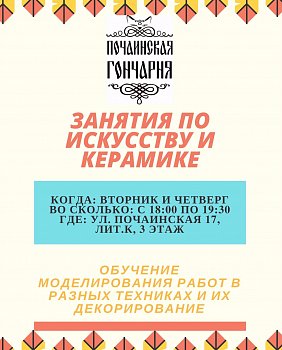 ПОЧАИНСКАЯ
ГОНЧАРНЯ
ЗАНЯТИЯ ПО
ИСКУССТВУ И
КЕРАМИКЕ
КОГДА: ВТОРНИК И ЧЕТВЕРГ
ВО СКОЛЬКО: С 18:00 ПО 19:30
ГДЕ: УЛ. ПОЧАИНСКАЯ 17,
ЛИТ.К, 3 ЭТАЖ
ОБУЧЕНИЕ
МОДЕЛИРОВАНИЯ РАБОТ В
РАЗНЫХ ТЕХНИКАХ И ИХ
ДЕКОРИРОВАНИЕ